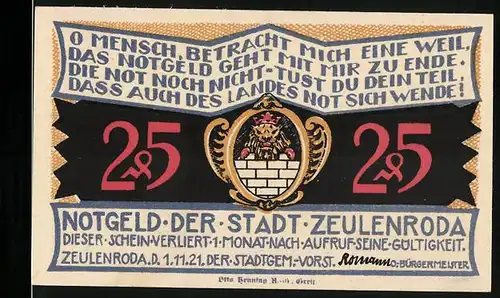 O MENSCH, BETRACHT MICH EINE WEIL,
DAS NOTGELD GEHT MIT MIR ZU ENDE.
DIE NOT NOCH NICHT-TUST DU DEIN TEIL,
DASS AUCH DES LANDES NOT SICH WENDE!
25 25
NOTGELD·DER·STADT·ZEULENRODA
DIESER·SCHEIN·VERLIERT·1·MONAT·NACH·AUFRUF·SEINE·GÜLTIGKEIT.
ZEULENRODA, D. 1.11.21. DER STADTGEM.-VORST. BÜRGERMEISTER
Otto Henning A.-G., Greiz